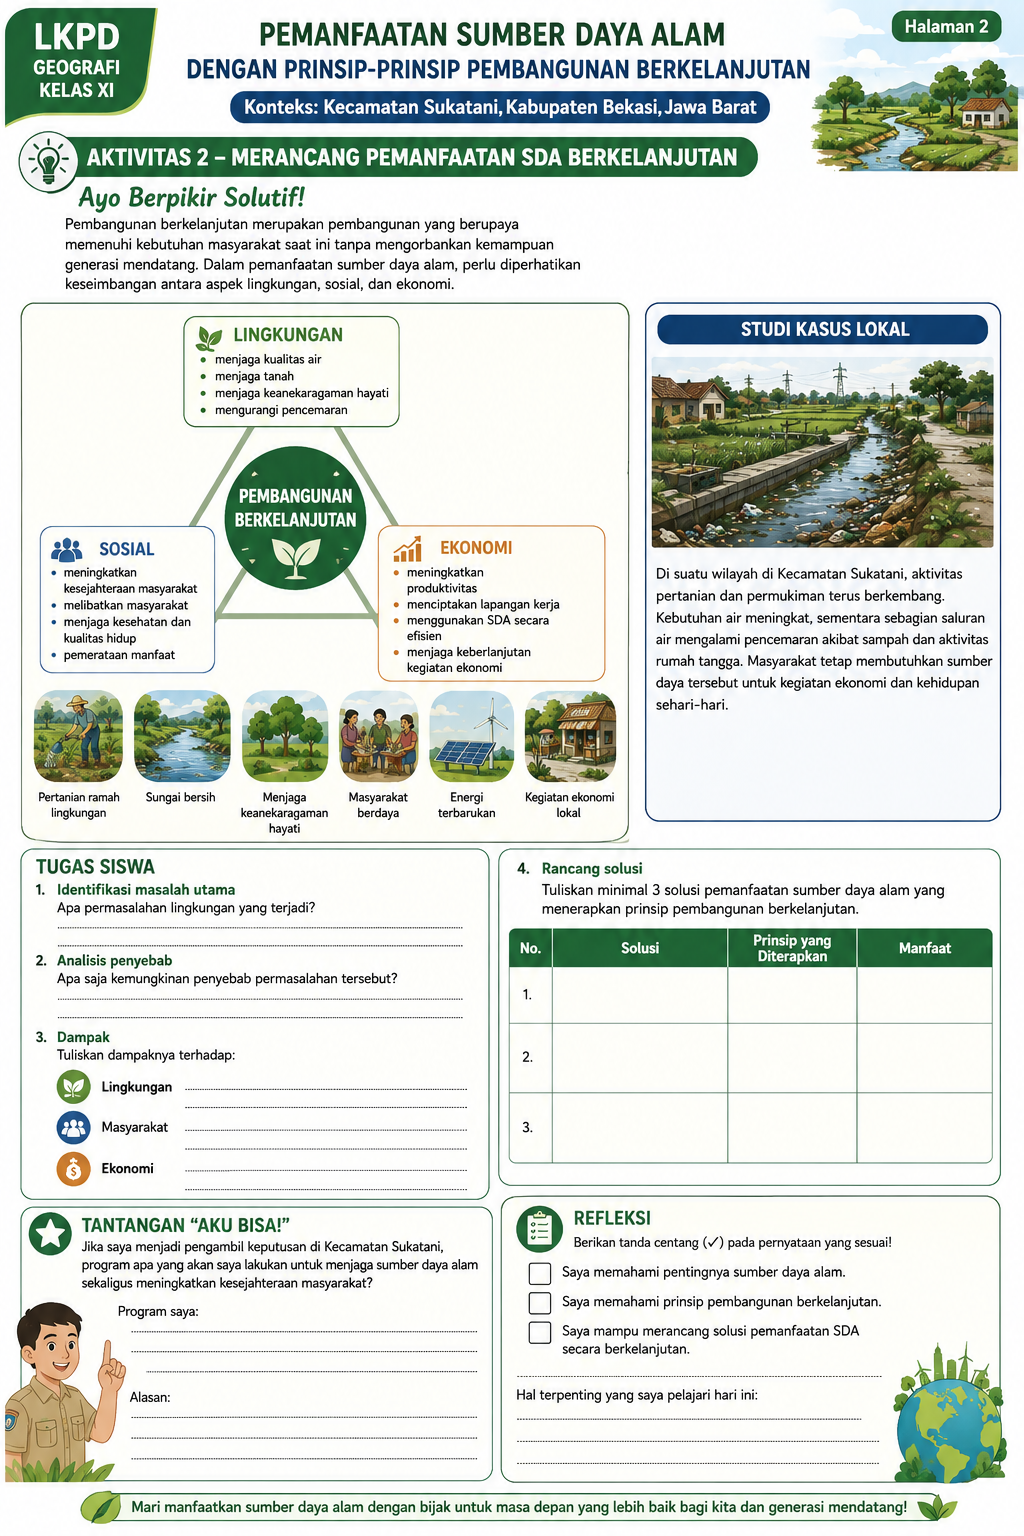 LKPD
GEOGRAFI
KELAS XI
PEMANFAATAN SUMBER DAYA ALAM
DENGAN PRINSIP-PRINSIP PEMBANGUNAN BERKELANJUTAN
Konteks: Kecamatan Sukatani, Kabupaten Bekasi, Jawa Barat
Halaman 2
AKTIVITAS 2 – MERANCANG PEMANFAATAN SDA BERKELANJUTAN
Ayo Berpikir Solutif!
Pembangunan berkelanjutan merupakan pembangunan yang berupaya
memenuhi kebutuhan masyarakat saat ini tanpa mengorbankan kemampuan
generasi mendatang. Dalam pemanfaatan sumber daya alam, perlu diperhatikan
keseimbangan antara aspek lingkungan, sosial, dan ekonomi.
LINGKUNGAN
• menjaga kualitas air
• menjaga tanah
• menjaga keanekaragaman hayati
• mengurangi pencemaran
PEMBANGUNAN
BERKELANJUTAN
SOSIAL
• meningkatkan
kesejahteraan masyarakat
• melibatkan masyarakat
• menjaga kesehatan dan
kualitas hidup
• pemerataan manfaat
EKONOMI
• meningkatkan
produktivitas
• menciptakan lapangan kerja
• menggunakan SDA secara
efisien
• menjaga keberlanjutan
kegiatan ekonomi
Pertanian ramah
lingkungan
Sungai bersih
Menjaga
keanekaragaman
hayati
Masyarakat
berdaya
Energi
terbarukan
Kegiatan ekonomi
lokal
STUDI KASUS LOKAL
Di suatu wilayah di Kecamatan Sukatani, aktivitas
pertanian dan permukiman terus berkembang.
Kebutuhan air meningkat, sementara sebagian saluran
air mengalami pencemaran akibat sampah dan aktivitas
rumah tangga. Masyarakat tetap membutuhkan sumber
daya tersebut untuk kegiatan ekonomi dan kehidupan
sehari-hari.
TUGAS SISWA
1. Identifikasi masalah utama
Apa permasalahan lingkungan yang terjadi?
2. Analisis penyebab
Apa saja kemungkinan penyebab permasalahan tersebut?
3. Dampak
Tuliskan dampaknya terhadap:
Lingkungan
Masyarakat
Ekonomi
4. Rancang solusi
Tuliskan minimal 3 solusi pemanfaatan sumber daya alam yang
menerapkan prinsip pembangunan berkelanjutan.
No. Solusi Prinsip yang Diterapkan Manfaat
1.
2.
3.
TANTANGAN “AKU BISA!”
Jika saya menjadi pengambil keputusan di Kecamatan Sukatani,
program apa yang akan saya lakukan untuk menjaga sumber daya alam
sekaligus meningkatkan kesejahteraan masyarakat?
Program saya:
Alasan:
REFLEKSI
Berikan tanda centang (✓) pada pernyataan yang sesuai!
Saya memahami pentingnya sumber daya alam.
Saya memahami prinsip pembangunan berkelanjutan.
Saya mampu merancang solusi pemanfaatan SDA
secara berkelanjutan.
Hal terpenting yang saya pelajari hari ini:
Mari manfaatkan sumber daya alam dengan bijak untuk masa depan yang lebih baik bagi kita dan generasi mendatang!